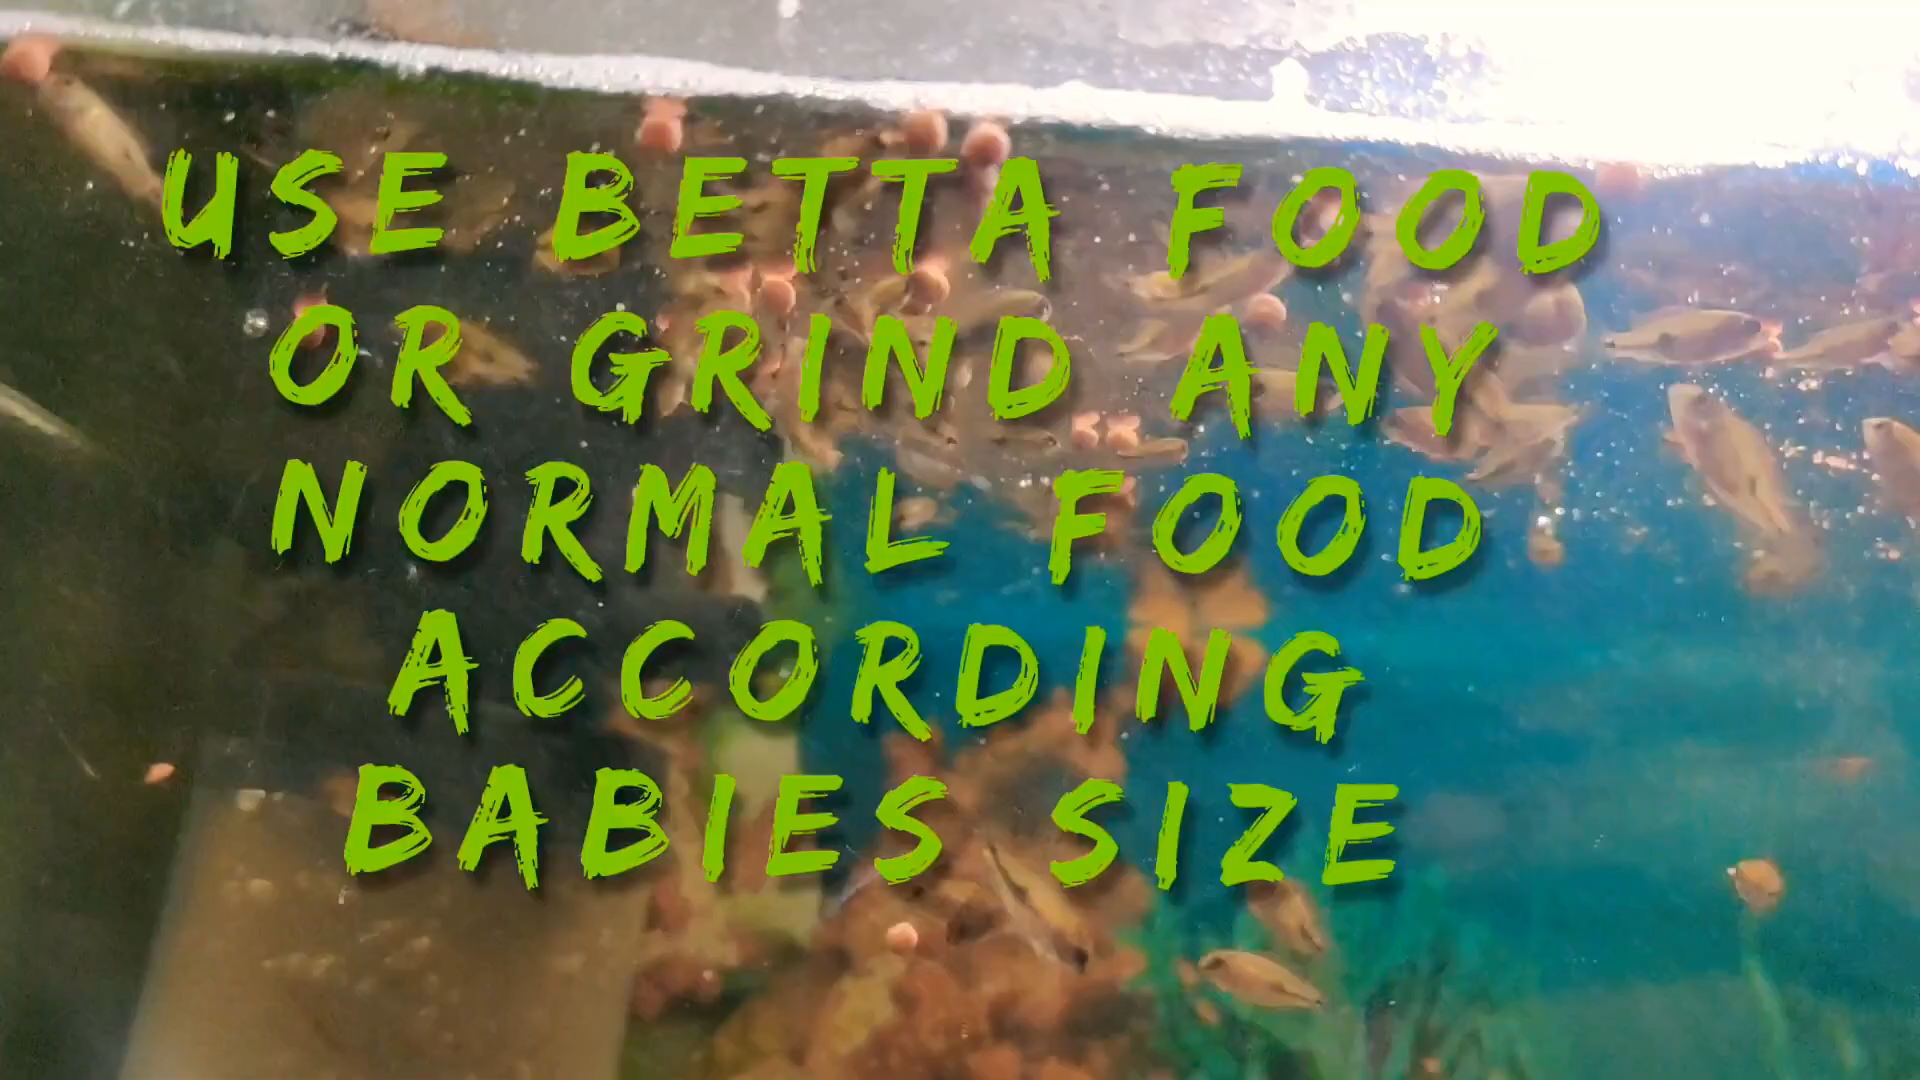 USE BETTA FOOD
OR GRIND ANY
NORMAL FOOD
ACCORDING
BABIES SIZE